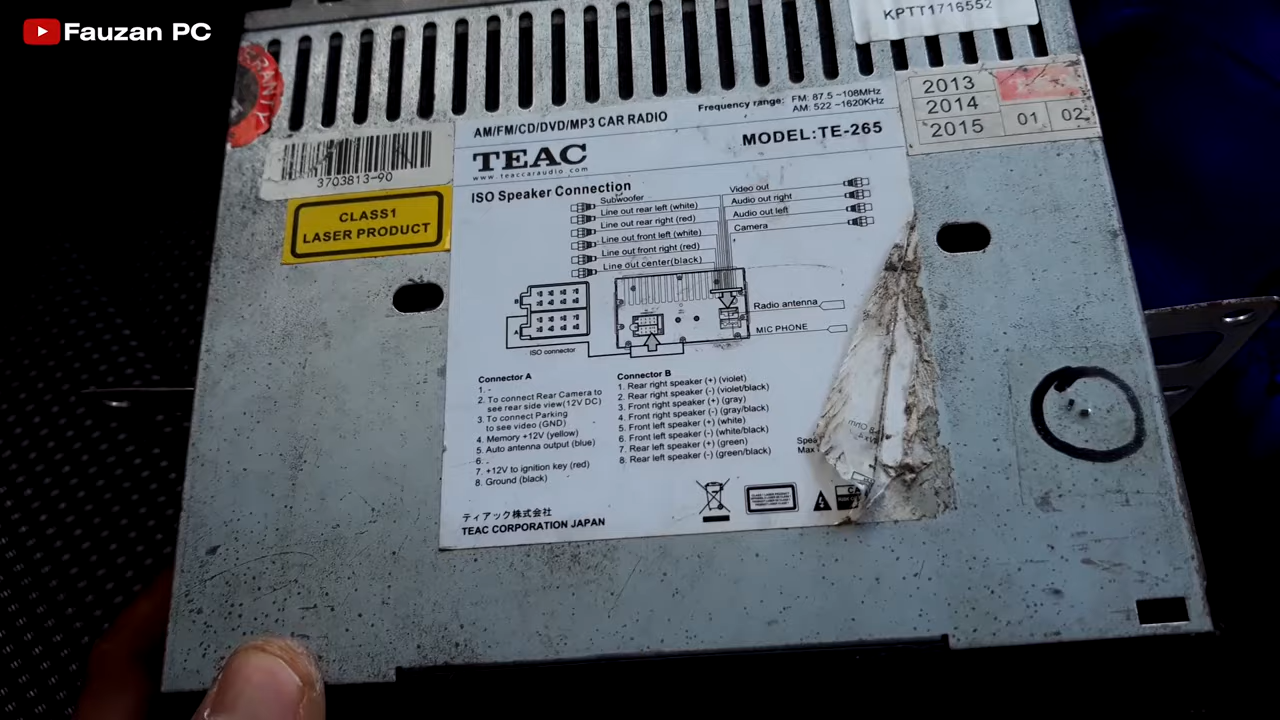 Fauzan PC
KPTT1716552
2013
2014
2015
01 02
3703813-90
CLASS1
LASER PRODUCT
AM/FM/CD/DVD/MP3 CAR RADIO
Frequency range: FM: 87.5 ~108MHz
AM: 522 ~1620KHz
TEAC
www.teaccaraudio.com
MODEL:TE-265
ISO Speaker Connection
Subwoofer
Line out rear left (white)
Line out rear right (red)
Line out front left (white)
Line out front right (red)
Line out center(black)
Video out
Audio out right
Audio out left
Camera
Radio antenna
MIC PHONE
B
A
ISO connector
Connector A
1. -
2. To connect Rear Camera to
see rear side view(12V DC)
3. To connect Parking
to see video (GND)
4. Memory +12V (yellow)
5. Auto antenna output (blue)
6. -
7. +12V to ignition key (red)
8. Ground (black)
Connector B
1. Rear right speaker (+) (violet)
2. Rear right speaker (-) (violet/black)
3. Front right speaker (+) (gray)
4. Front right speaker (-) (gray/black)
5. Front left speaker (+) (white)
6. Front left speaker (-) (white/black)
7. Rear left speaker (+) (green)
8. Rear left speaker (-) (green/black)
Max
ティアック株式会社
TEAC CORPORATION JAPAN